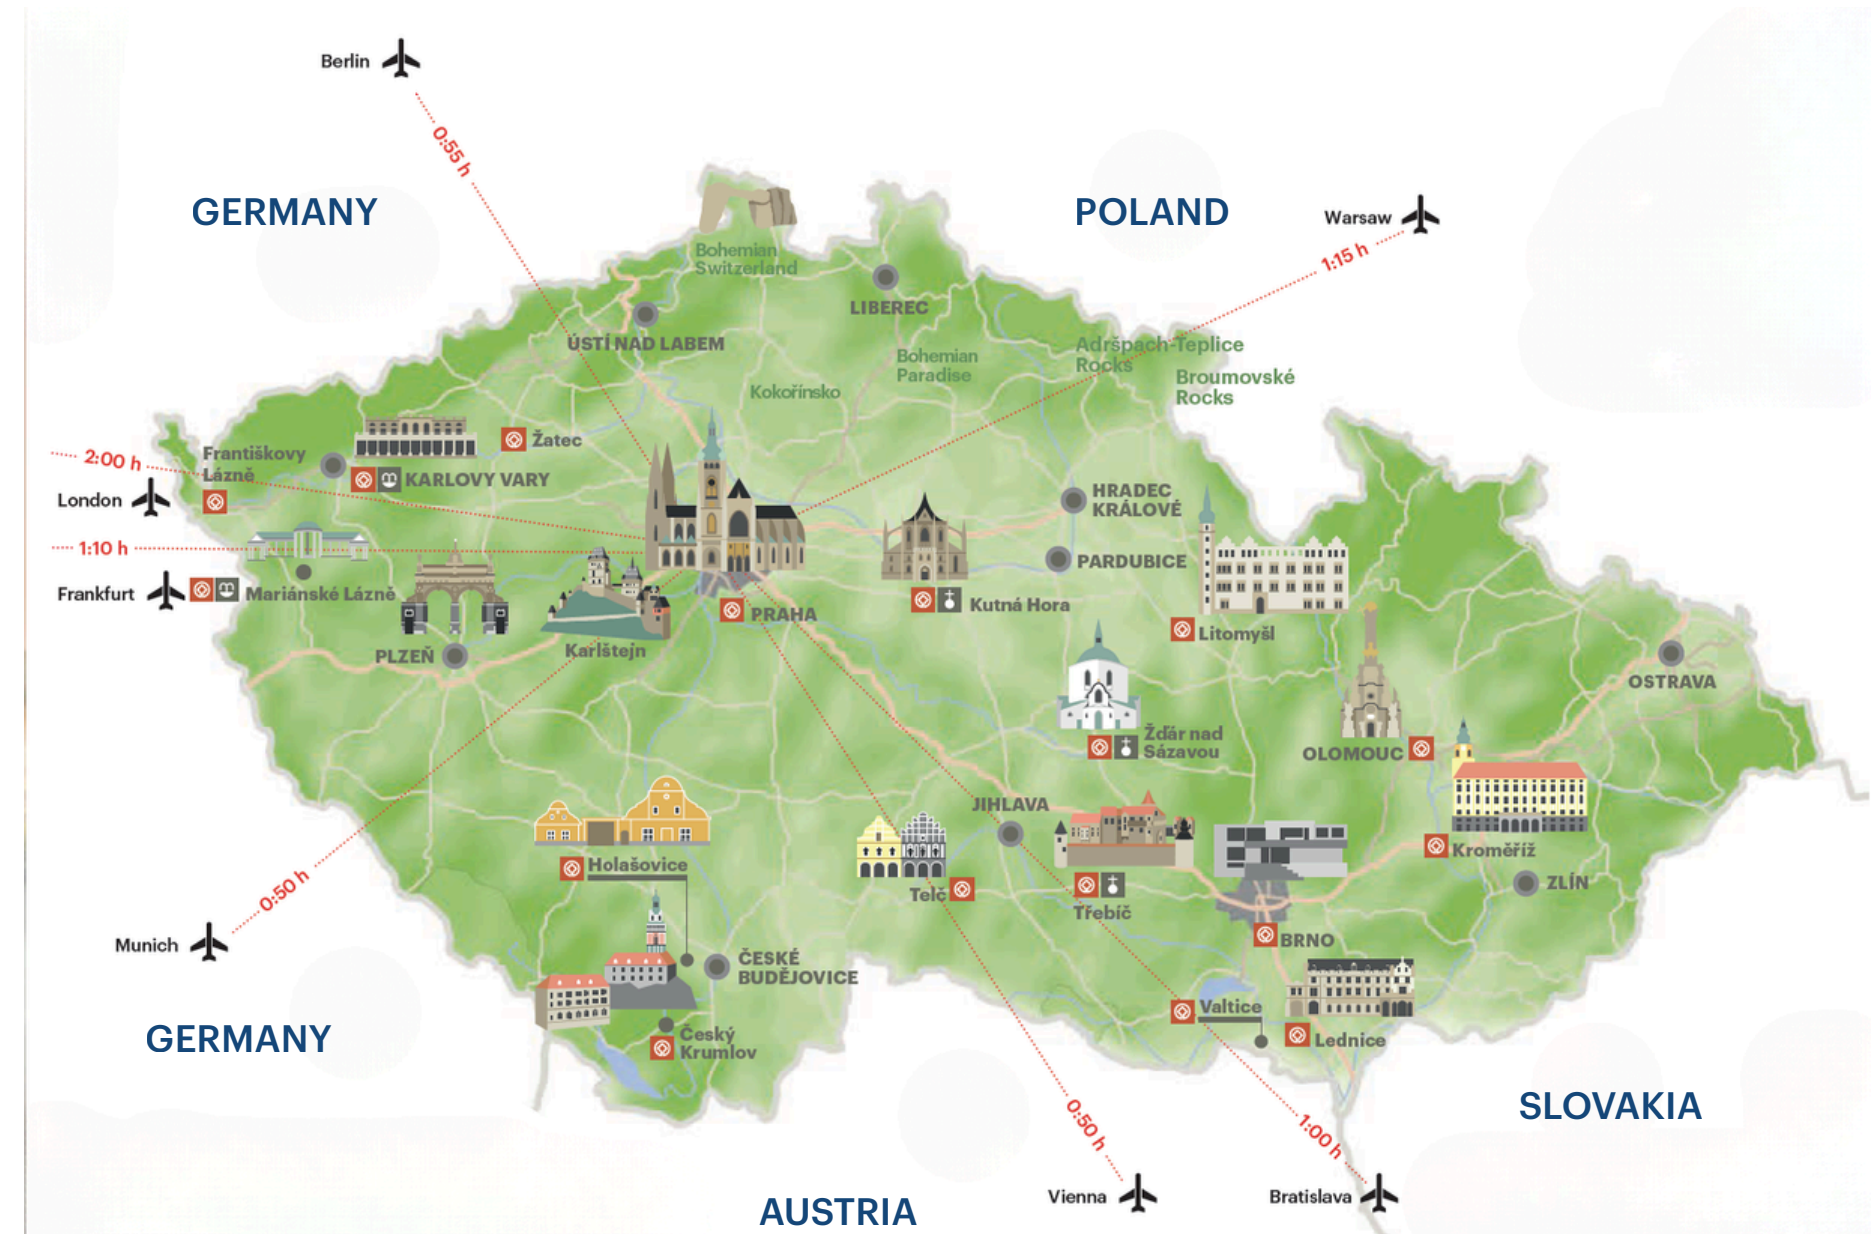 Berlin
0:55 h
GERMANY
POLAND
Warsaw
1:15 h
Bohemian
Switzerland
LIBEREC
ÚSTÍ NAD LABEM
Bohemian
Paradise
Adršpach-Teplice
Rocks
Broumovské
Rocks
Kokořínsko
Žatec
Františkovy
Lázně
2:00 h
KARLOVY VARY
London
HRADEC
KRÁLOVÉ
1:10 h
PARDUBICE
Frankfurt
Mariánské Lázně
Kutná Hora
PRAHA
Litomyšl
Karlštejn
PLZEŇ
OSTRAVA
Žďár nad
Sázavou
OLOMOUC
JIHLAVA
Kroměříž
Holašovice
ZLÍN
Telč
0:50 h
Třebíč
BRNO
Munich
ČESKÉ
BUDĚJOVICE
Valtice
Český
Krumlov
Lednice
GERMANY
SLOVAKIA
0:50 h
1:00 h
Vienna
Bratislava
AUSTRIA